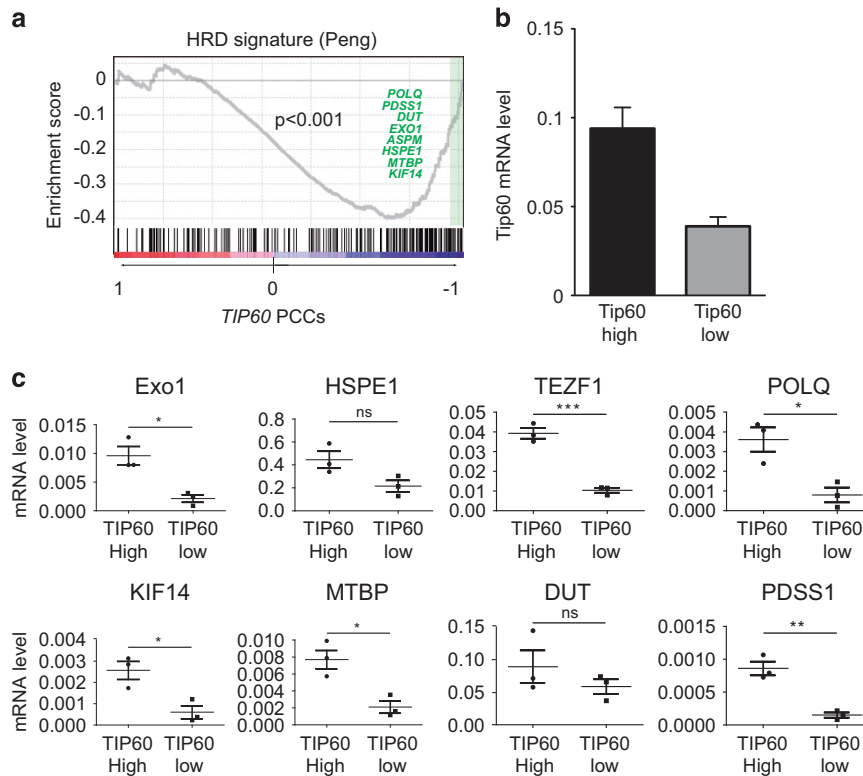 a
HRD signature (Peng)
Enrichment score
0
-0.1
-0.2
-0.3
-0.4
p<0.001
POLQ
PDSS1
DUT
EXO1
ASPM
HSPE1
MTBP
KIF14
1 0 -1
TIP60 PCCs
b
Tip60 mRNA level
0.15
0.1
0.05
0
Tip60 high
Tip60 low
c
Exo1
mRNA level
0.015
0.010
0.005
0.000
*
TIP60 High
TIP60 low
HSPE1
0.8
0.6
0.4
0.2
0.0
ns
TIP60 High
TIP60 low
TEZF1
0.05
0.04
0.03
0.02
0.01
0.00
***
TIP60 High
TIP60 low
POLQ
0.005
0.004
0.003
0.002
0.001
0.000
*
TIP60 High
TIP60 low
KIF14
mRNA level
0.004
0.003
0.002
0.001
0.000
*
TIP60 High
TIP60 low
MTBP
0.010
0.008
0.006
0.004
0.002
0.000
*
TIP60 High
TIP60 low
DUT
0.15
0.10
0.05
0.00
ns
TIP60 High
TIP60 low
PDSS1
0.0015
0.0010
0.0005
0.0000
**
TIP60 High
TIP60 low